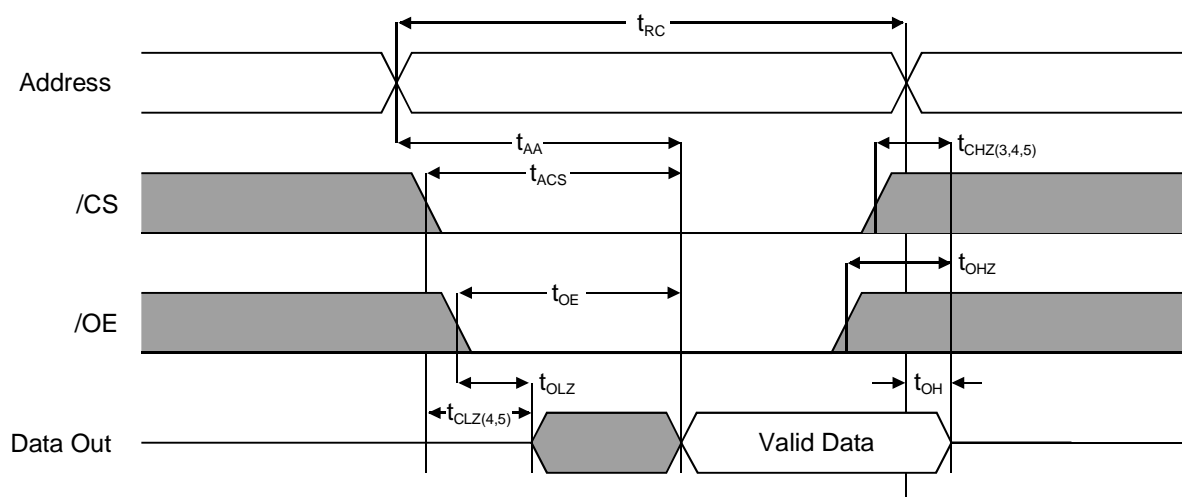 tRC
Address
tAA
tCHZ(3,4,5)
tACS
/CS
tOHZ
tOE
/OE
tOLZ
tOH
tCLZ(4,5)
Data Out
Valid Data